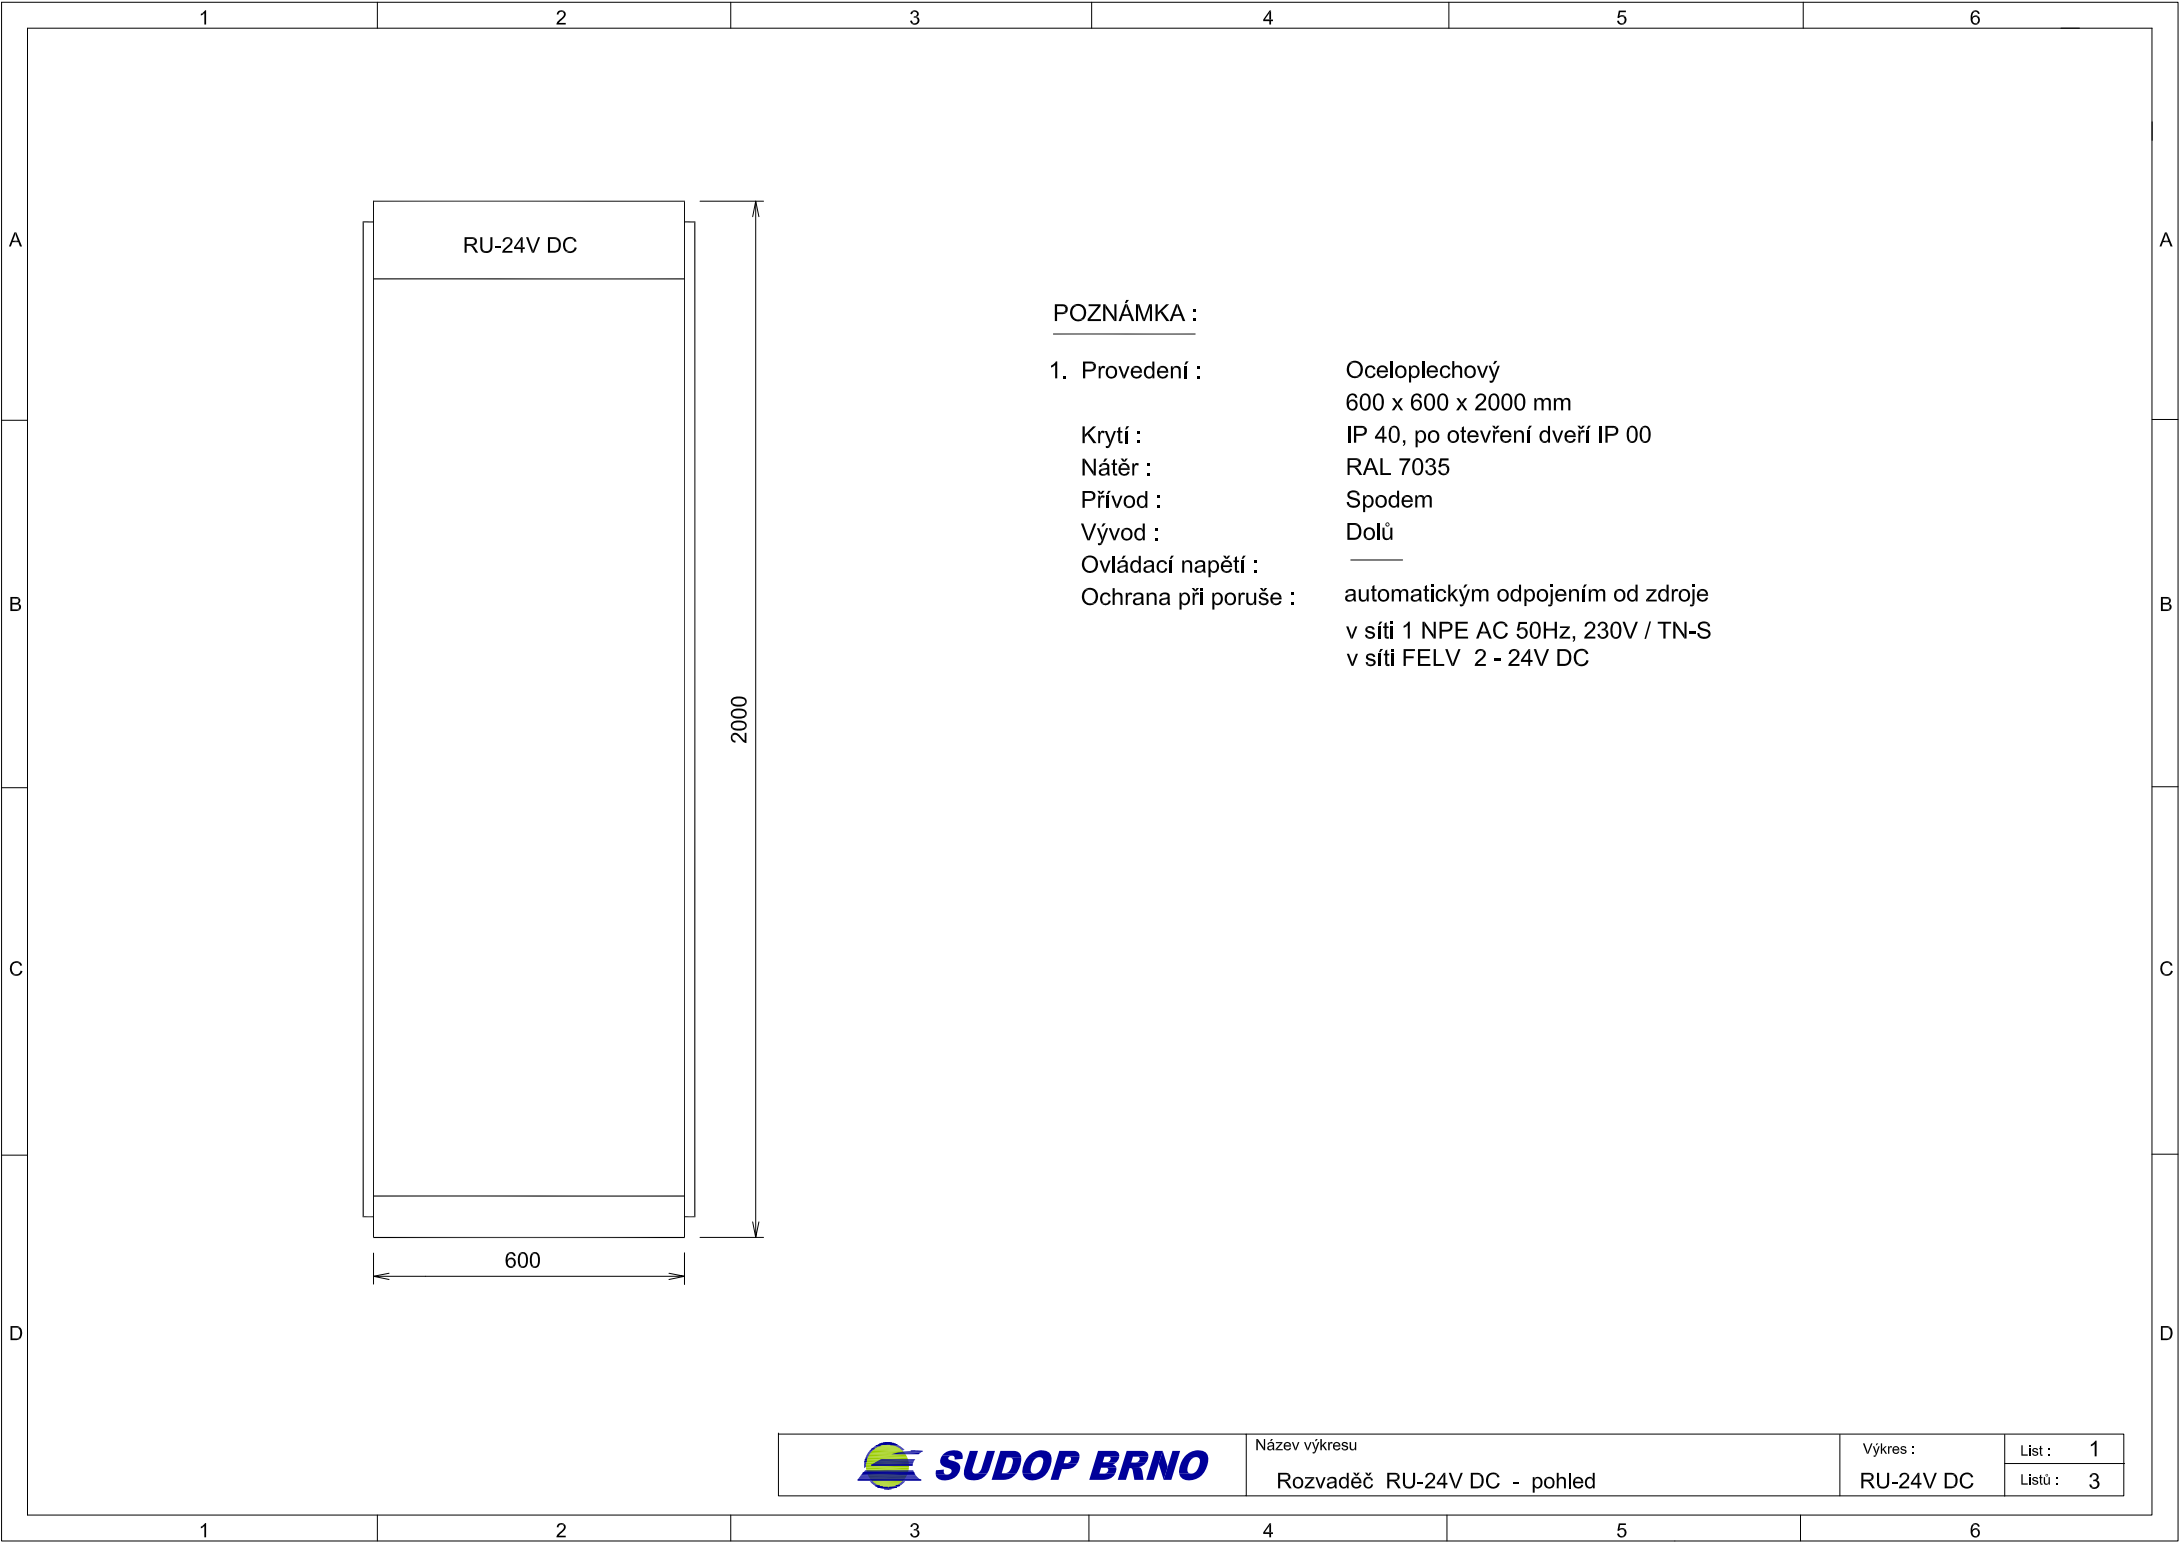 1 2 3 4 5 6
A A
RU-24V DC
POZNÁMKA :
1. Provedení : Oceloplechový
600 x 600 x 2000 mm
Krytí : IP 40, po otevření dveří IP 00
Nátěr : RAL 7035
Přívod : Spodem
Vývod : Dolů
Ovládací napětí :
Ochrana při poruše : automatickým odpojením od zdroje
B B
v síti 1 NPE AC 50Hz, 230V / TN-S
v síti FELV 2 - 24V DC
2000
C C
600
D D
SUDOP BRNO
Název výkresu
Rozvaděč RU-24V DC - pohled
Výkres :
RU-24V DC
List : 1
Listů : 3
1 2 3 4 5 6